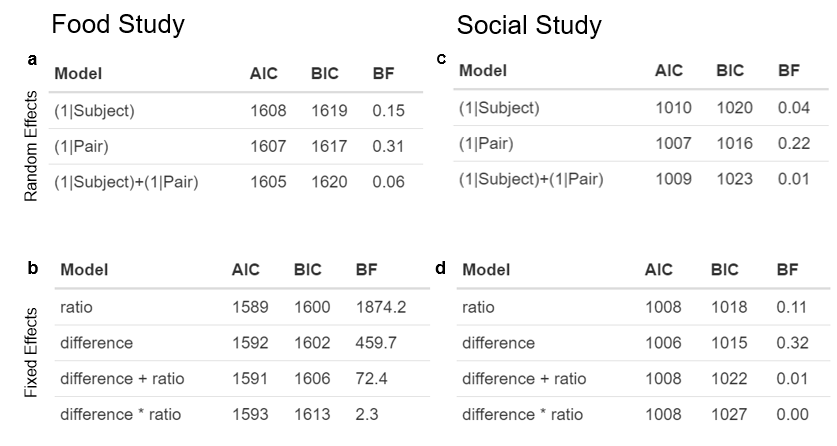 Food Study
Social Study
a
Random Effects
Model AIC BIC BF
(1|Subject) 1608 1619 0.15
(1|Pair) 1607 1617 0.31
(1|Subject)+(1|Pair) 1605 1620 0.06
c
Model AIC BIC BF
(1|Subject) 1010 1020 0.04
(1|Pair) 1007 1016 0.22
(1|Subject)+(1|Pair) 1009 1023 0.01
b
Fixed Effects
Model AIC BIC BF
ratio 1589 1600 1874.2
difference 1592 1602 459.7
difference + ratio 1591 1606 72.4
difference * ratio 1593 1613 2.3
d
Model AIC BIC BF
ratio 1008 1018 0.11
difference 1006 1015 0.32
difference + ratio 1008 1022 0.01
difference * ratio 1008 1027 0.00